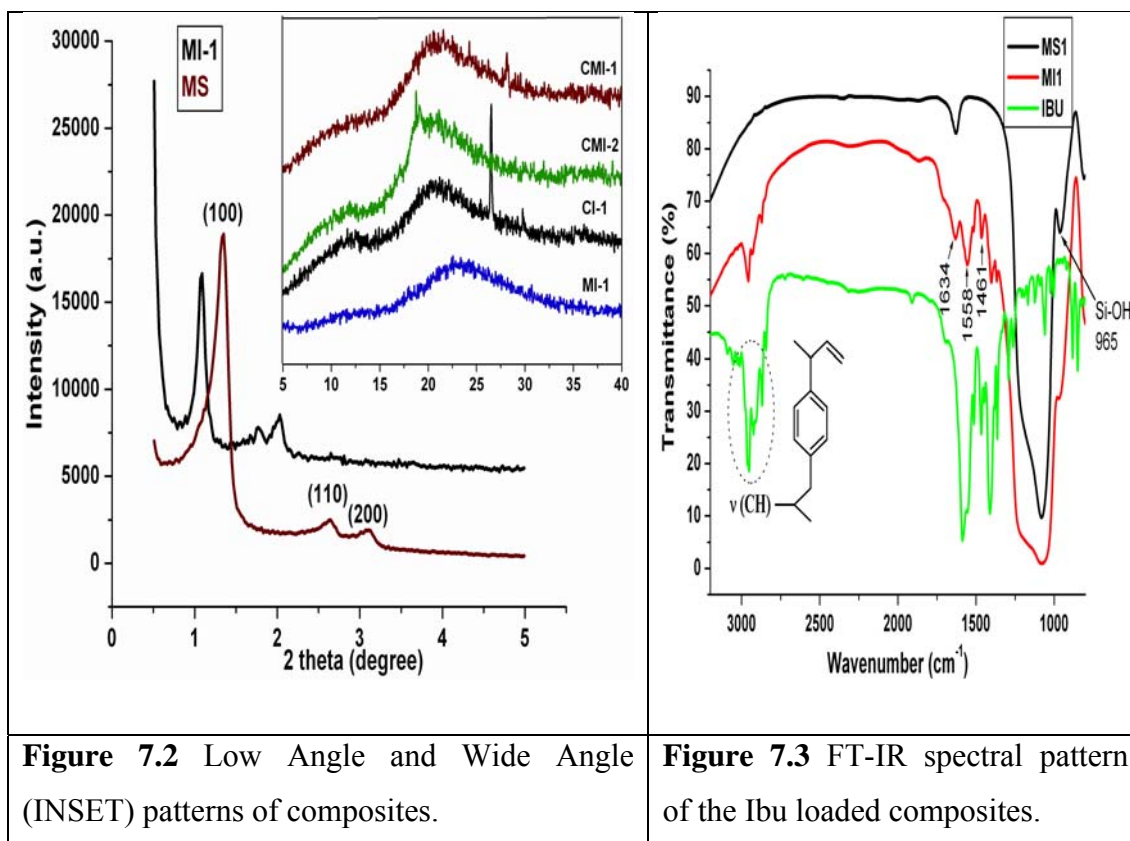 30000
25000
20000
15000
10000
5000
0
Intensity (a.u.)
MI-1
MS
(100)
(110)
(200)
CMI-1
CMI-2
CI-1
MI-1
5 10 15 20 25 30 35 40
0 1 2 3 4 5
2 theta (degree)
Figure 7.2 Low Angle and Wide Angle
(INSET) patterns of composites.
MS1
MI1
IBU
90
80
70
60
50
40
30
20
10
0
Transmittance (%)
1634
1558
1461
Si-OH
965
ν (CH)
3000 2500 2000 1500 1000
Wavenumber (cm-1)
Figure 7.3 FT-IR spectral pattern
of the Ibu loaded composites.